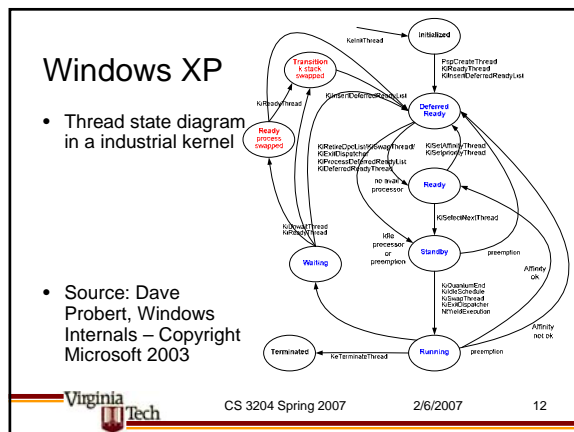 Windows XP
• Thread state diagram
in a industrial kernel
• Source: Dave
Probert, Windows
Internals – Copyright
Microsoft 2003
KeInitThread
Initialized
PspCreateThread
KiReadyThread
KiInsertDeferredReadyList
Transition
k stack
swapped
KiInsertDeferredReadyList
Deferred
Ready
KiReadyThread
Ready
process
swapped
KiRetireDpcList/KiSwapThread/
KiExitDispatcher
KiProcessDeferredReadyList
KiDeferredReadyThread
KiSetAffinityThread
KiSetpriorityThread
no avail.
processor
Ready
KiSelectNextThread
KiUnwaitThread
KiReadyThread
Idle
processor
or
preemption
Standby
preemption
Waiting
Affinity
ok
KiQuantumEnd
KiIdleSchedule
KiSwapThread
KiExitDispatcher
NtYieldExecution
Affinity
not ok
Terminated
KeTerminateThread
Running
preemption
Virginia
Tech
CS 3204 Spring 2007
2/6/2007
12